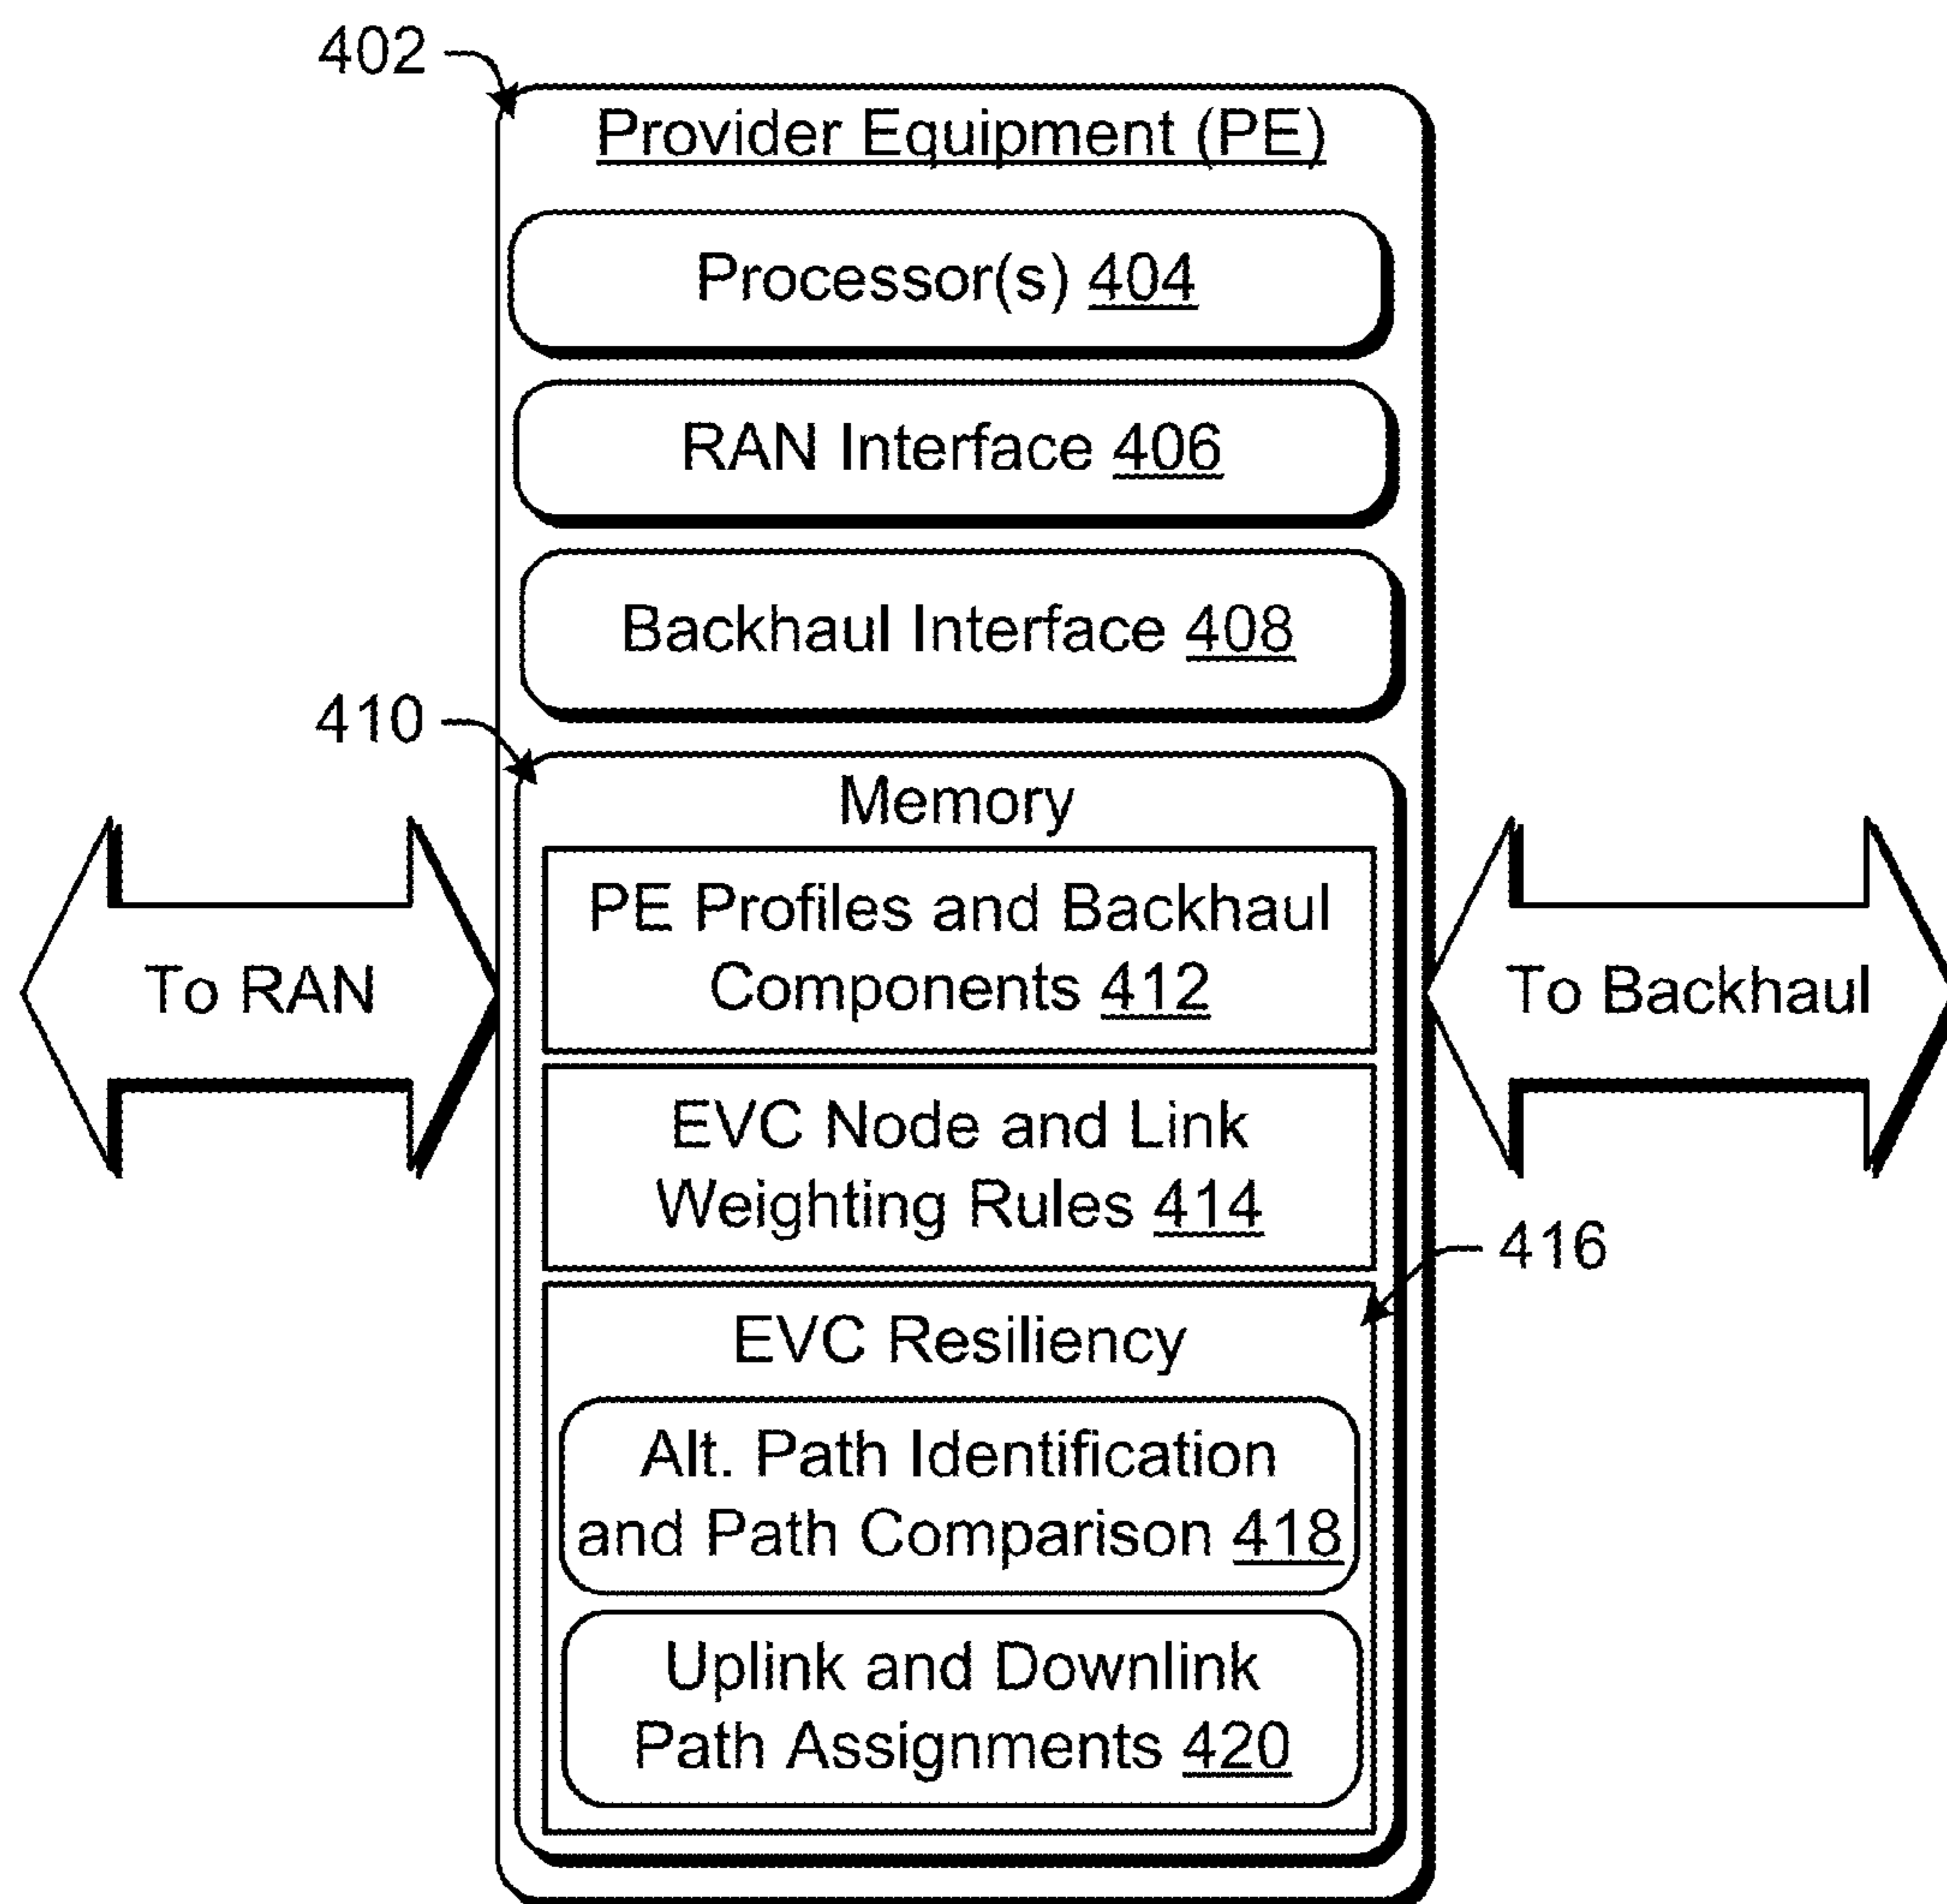 402
Provider Equipment (PE)
Processor(s) 404
RAN Interface 406
Backhaul Interface 408
410
Memory
PE Profiles and Backhaul
Components 412
To RAN
To Backhaul
EVC Node and Link
Weighting Rules 414
416
EVC Resiliency
Alt. Path Identification
and Path Comparison 418
Uplink and Downlink
Path Assignments 420